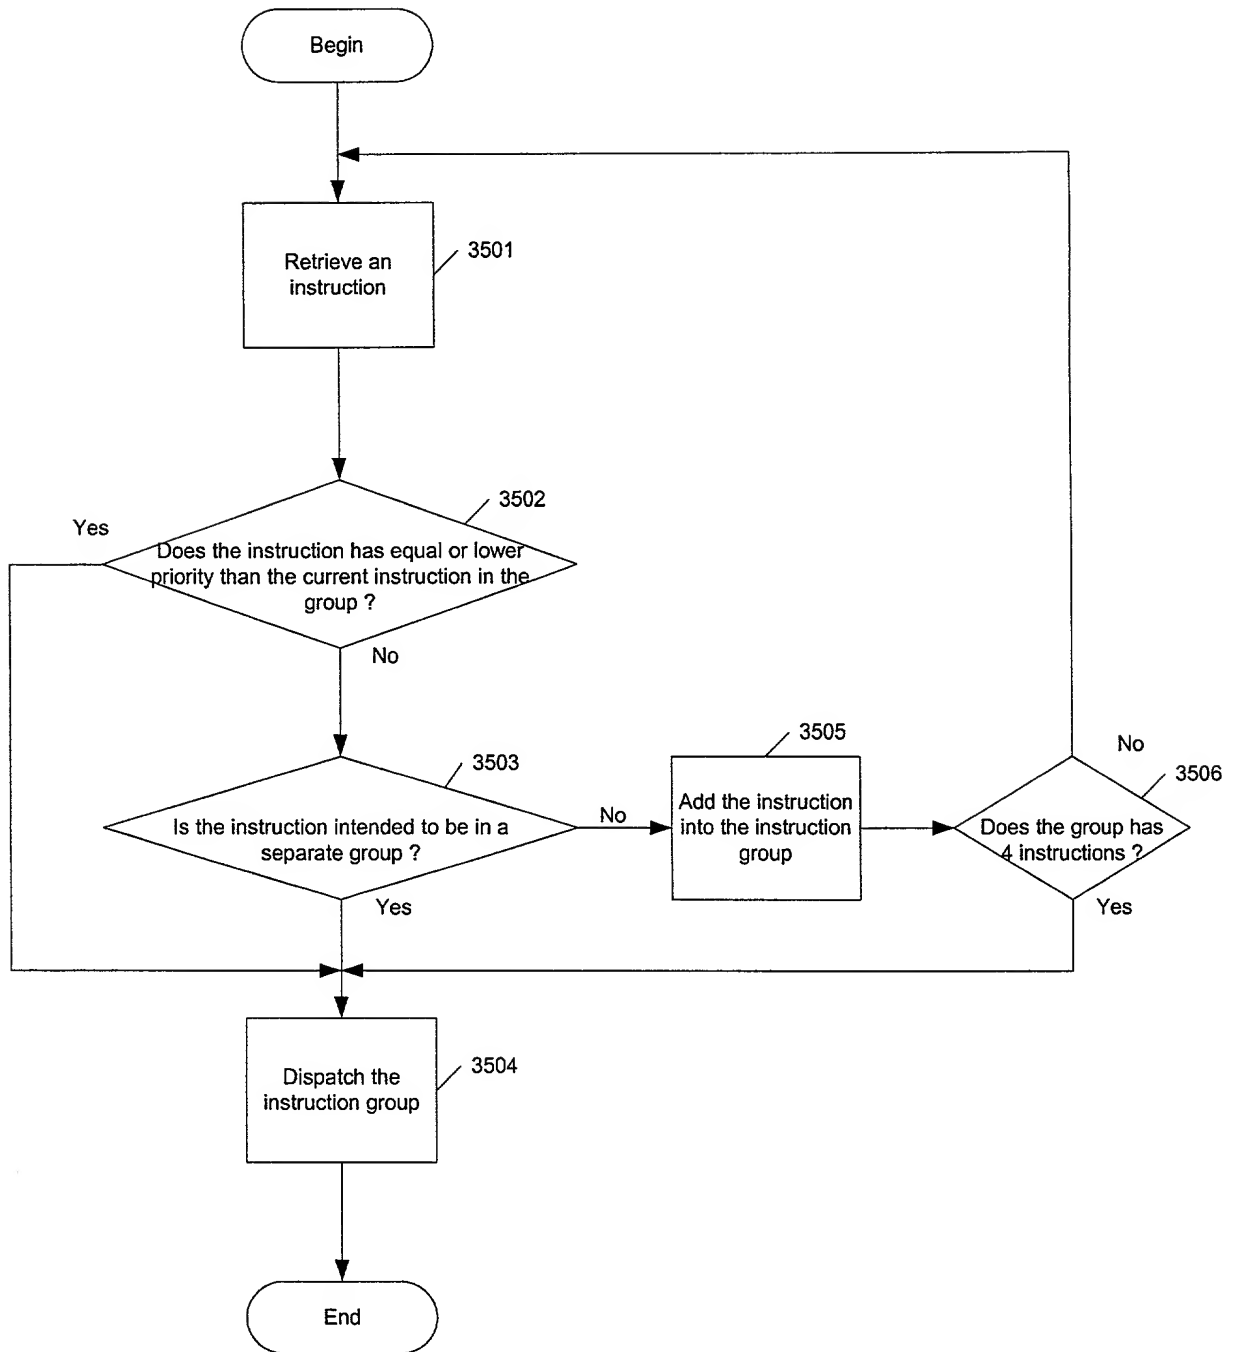 Begin
Retrieve an
instruction
3501
3502
Yes
Does the instruction has equal or lower
priority than the current instruction in the
group ?
No
3503
Is the instruction intended to be in a
separate group ?
No
Yes
3505
Add the instruction
into the instruction
group
No
3506
Does the group has
4 instructions ?
Yes
Dispatch the
instruction group
3504
End